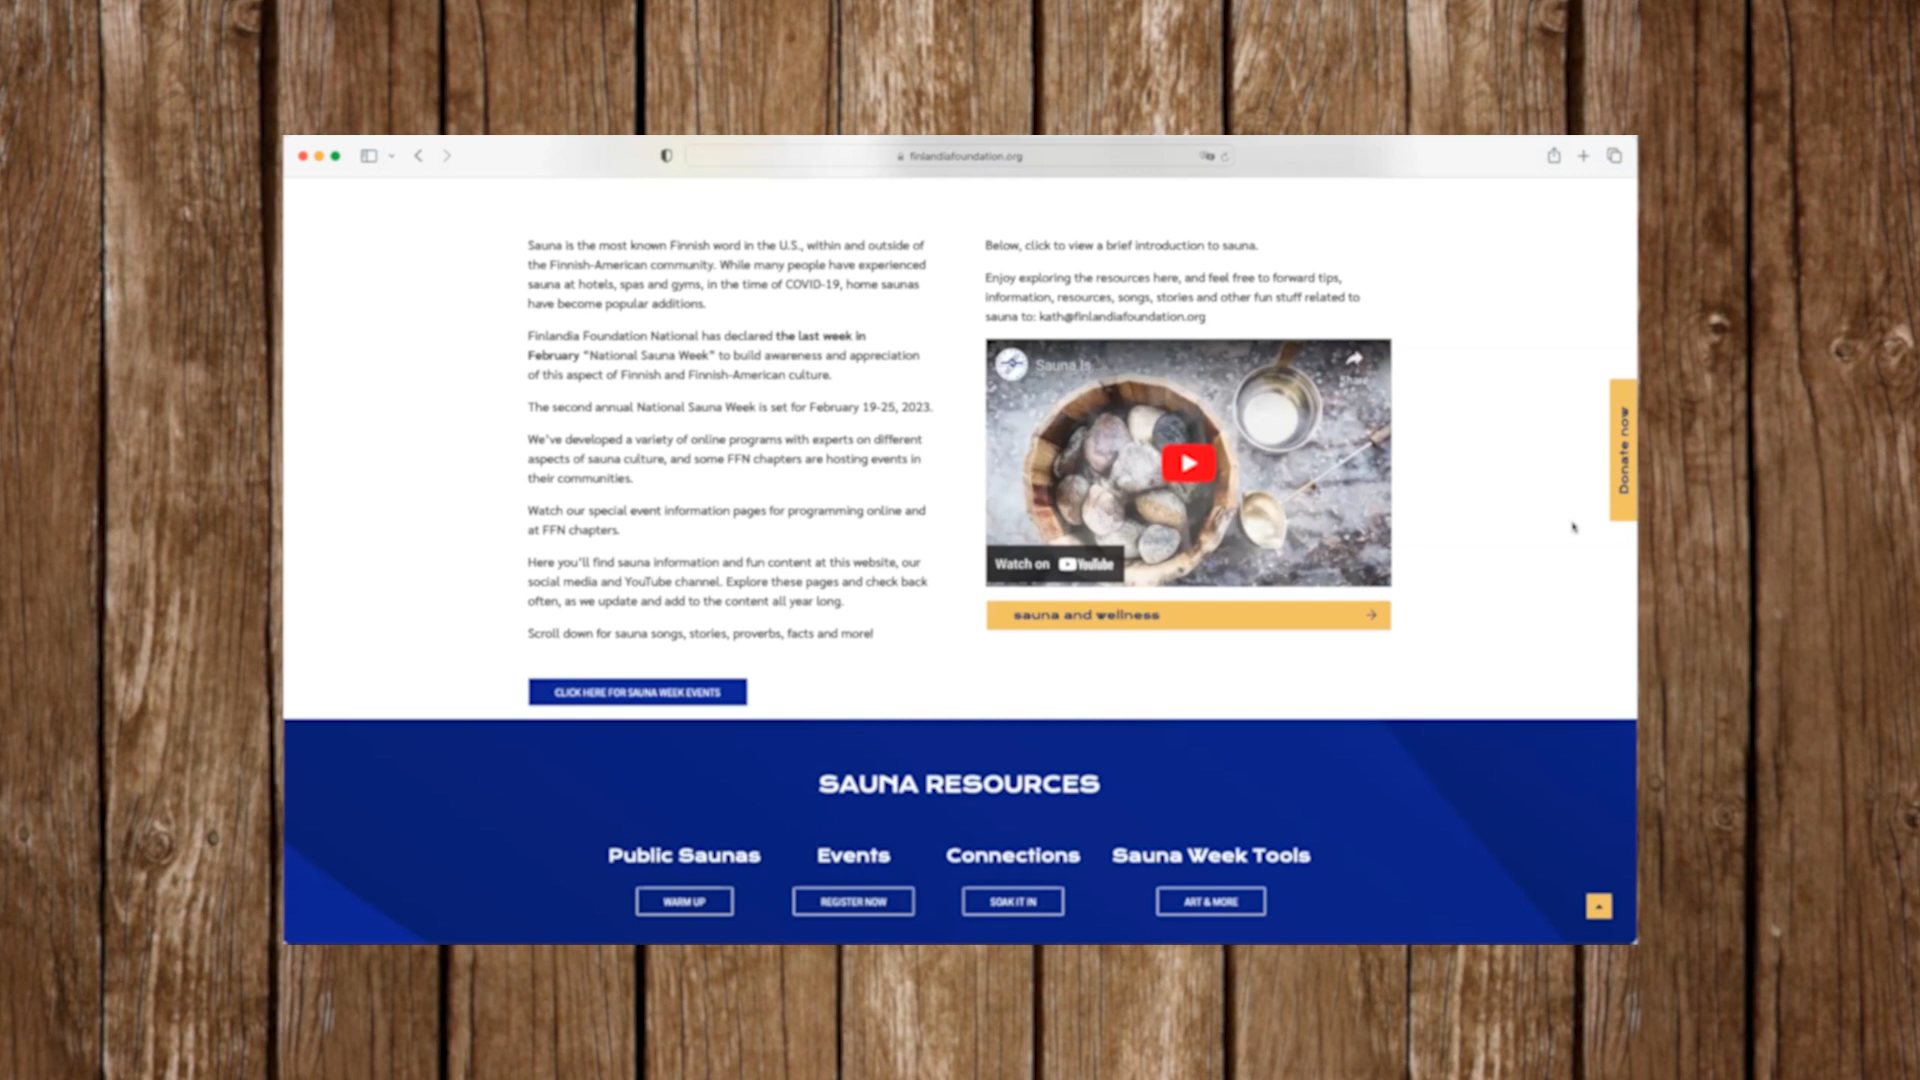 finlandiafoundation.org
Sauna is the most known Finnish word in the U.S., within and outside of
the Finnish-American community. While many people have experienced
sauna at hotels, spas and gyms, in the time of COVID-19, home saunas
have become popular additions.
Finlandia Foundation National has declared the last week in
February "National Sauna Week" to build awareness and appreciation
of this aspect of Finnish and Finnish-American culture.
The second annual National Sauna Week is set for February 19-25, 2023.
We've developed a variety of online programs with experts on different
aspects of sauna culture, and some FFN chapters are hosting events in
their communities.
Watch our special event information pages for programming online and
at FFN chapters.
Here you'll find sauna information and fun content at this website, our
social media and YouTube channel. Explore these pages and check back
often, as we update and add to the content all year long.
Scroll down for sauna songs, stories, proverbs, facts and more!
CLICK HERE FOR SAUNA WEEK EVENTS
Below, click to view a brief introduction to sauna.
Enjoy exploring the resources here, and feel free to forward tips,
information, resources, songs, stories and other fun stuff related to
sauna to: kath@finlandiafoundation.org
Sauna Is
Share
Watch on YouTube
sauna and wellness
Donate now
SAUNA RESOURCES
Public Saunas Events Connections Sauna Week Tools
WARM UP REGISTER NOW SOAK IT IN ART & MORE